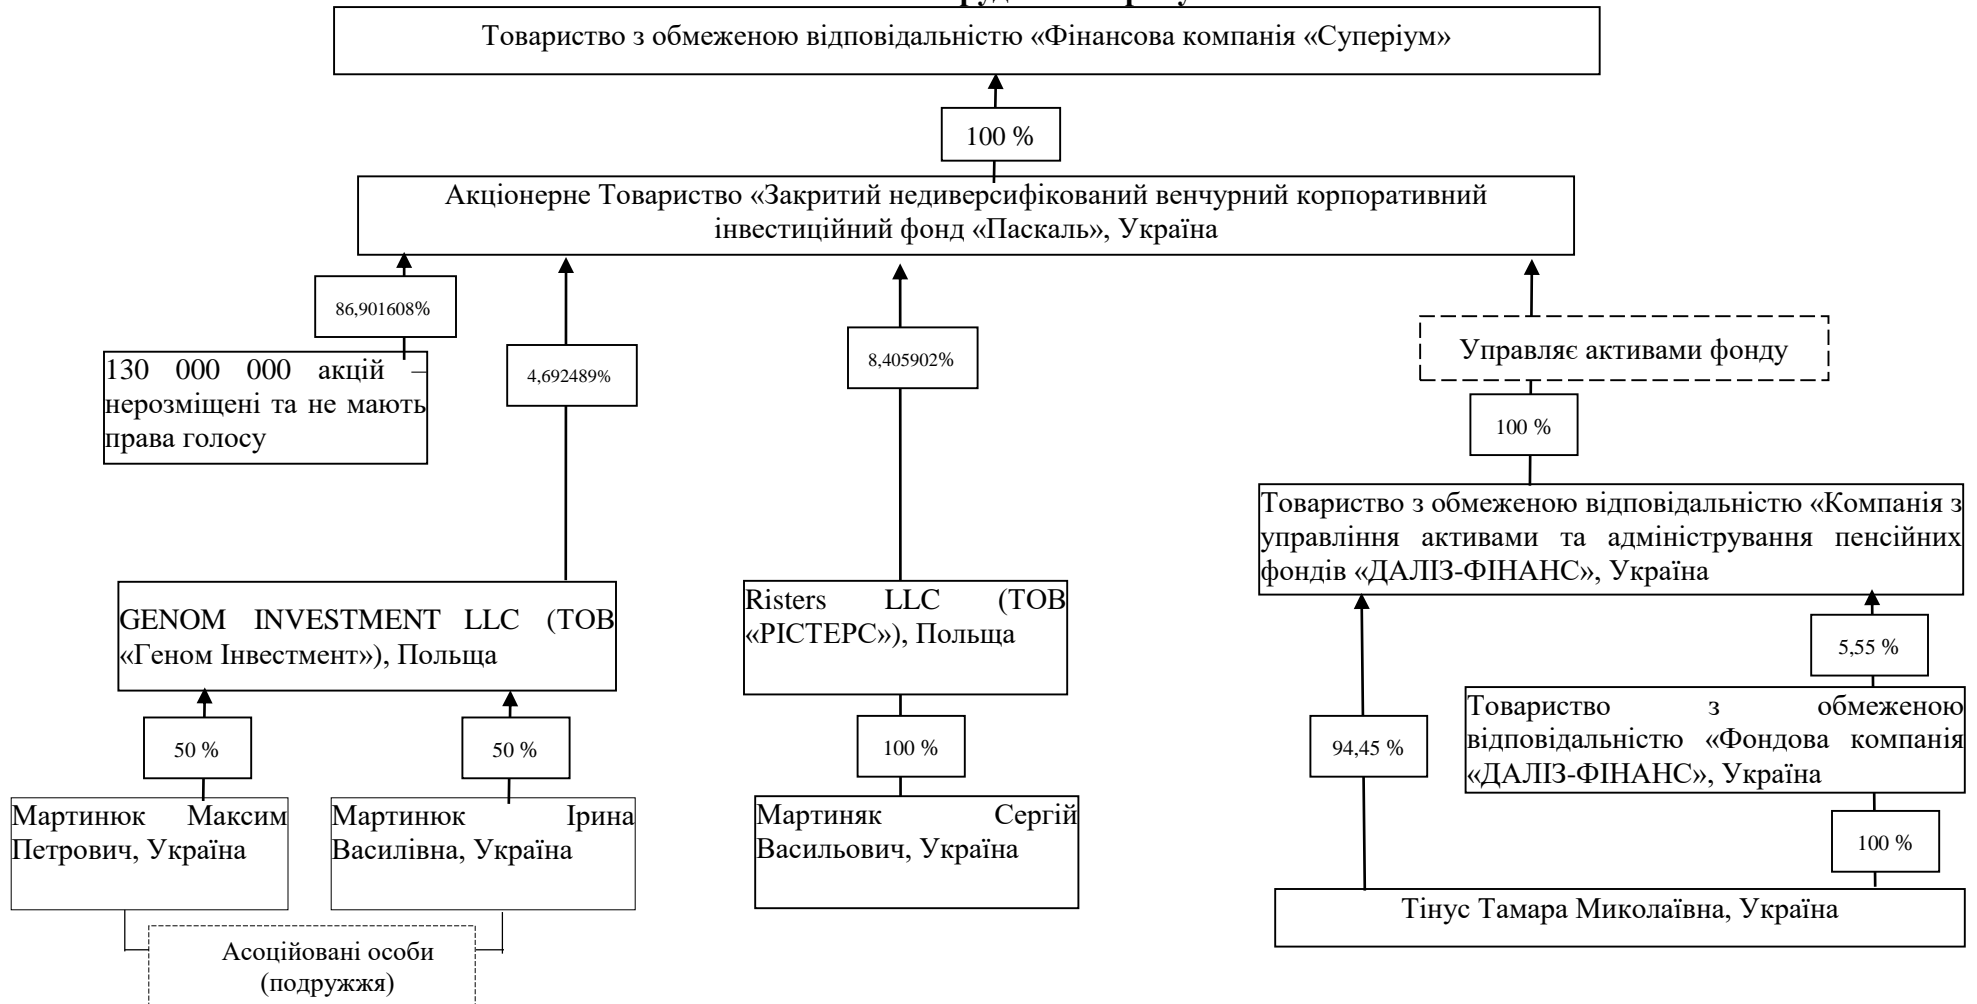 Товариство з обмеженою відповідальністю «Фінансова компанія «Суперіум»
100 %
Акціонерне Товариство «Закритий недиверсифікований венчурний корпоративний
інвестиційний фонд «Паскаль», Україна
86,901608%
4,692489%
8,405902%
Управляє активами фонду
130 000 000 акцій –
нерозміщені та не мають
права голосу
100 %
Товариство з обмеженою відповідальністю «Компанія з
управління активами та адміністрування пенсійних
фондів «ДАЛІЗ-ФІНАНС», Україна
GENOM INVESTMENT LLC (ТОВ
«Геном Інвестмент»), Польща
Risters LLC (ТОВ
«РІСТЕРС»), Польща
5,55 %
Товариство з обмеженою
відповідальністю «Фондова компанія
«ДАЛІЗ-ФІНАНС», Україна
50 %
50 %
100 %
94,45 %
Мартинюк Максим
Петрович, Україна
Мартинюк Ірина
Василівна, Україна
Мартиняк Сергій
Васильович, Україна
100 %
Тінус Тамара Миколаївна, Україна
Асоційовані особи
(подружжя)